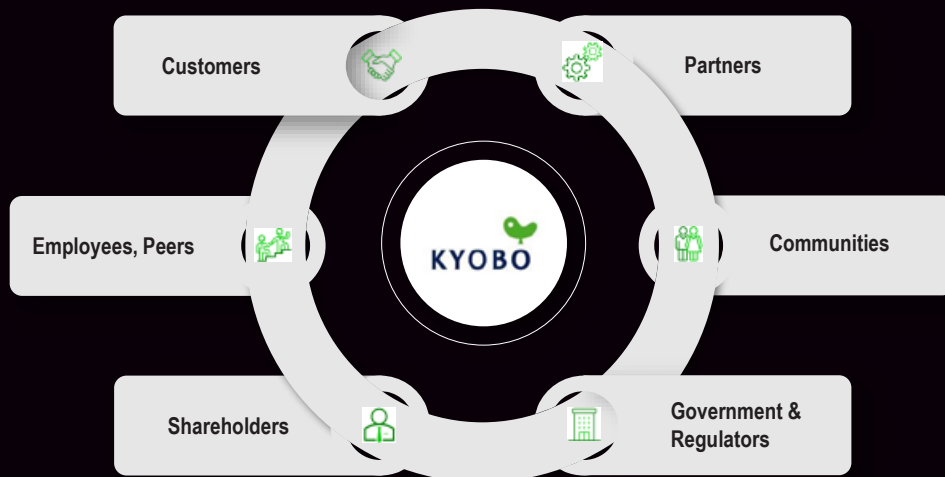 Customers
Partners
Employees, Peers
KYOBO
Communities
Shareholders
Government &
Regulators